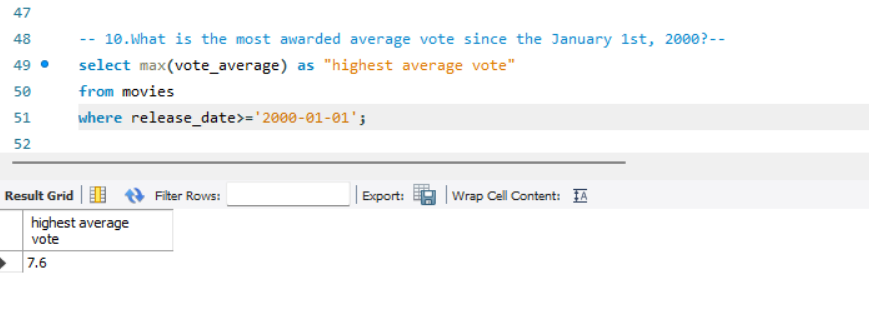 47
48 -- 10.What is the most awarded average vote since the January 1st, 2000?--
49 select max(vote_average) as "highest average vote"
50 from movies
51 where release_date>='2000-01-01';
52
Result Grid Filter Rows: Export: Wrap Cell Content: IA
highest average
vote
7.6